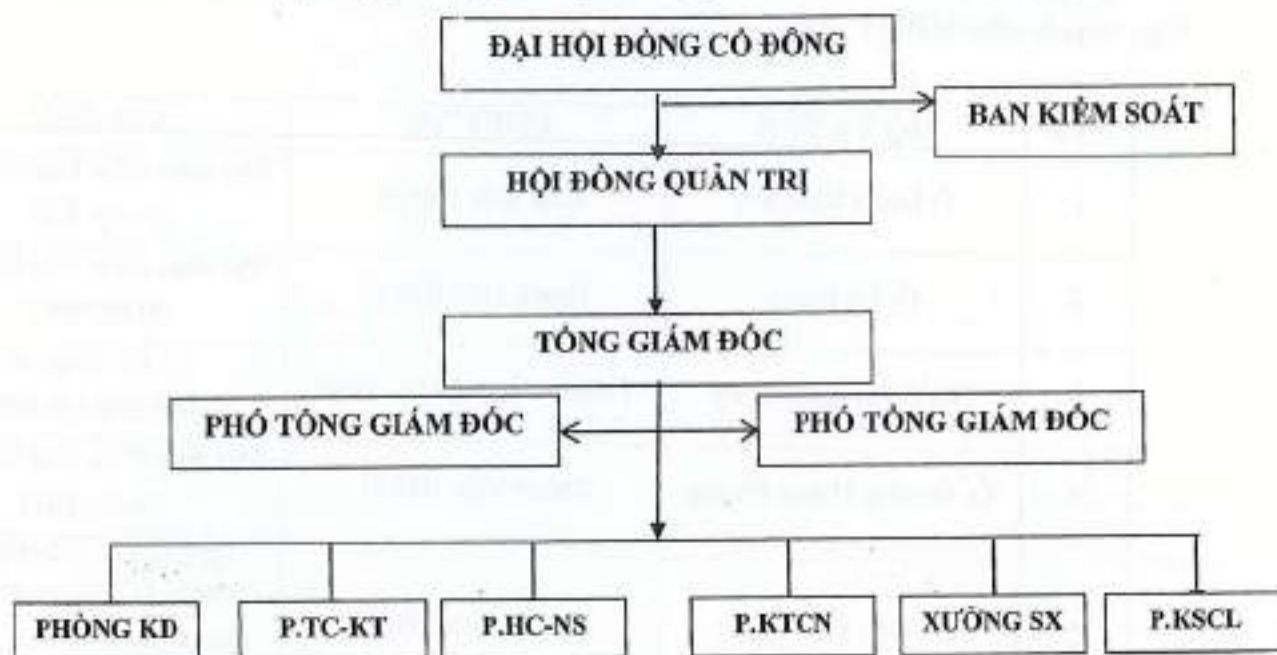 ĐẠI HỘI ĐỒNG CỔ ĐÔNG
BAN KIỂM SOÁT
HỘI ĐỒNG QUẢN TRỊ
TỔNG GIÁM ĐỐC
PHÓ TỔNG GIÁM ĐỐC
PHÓ TỔNG GIÁM ĐỐC
PHÒNG KD
P.TC-KT
P.HC-NS
P.KTCN
XƯỞNG SX
P.KSCL